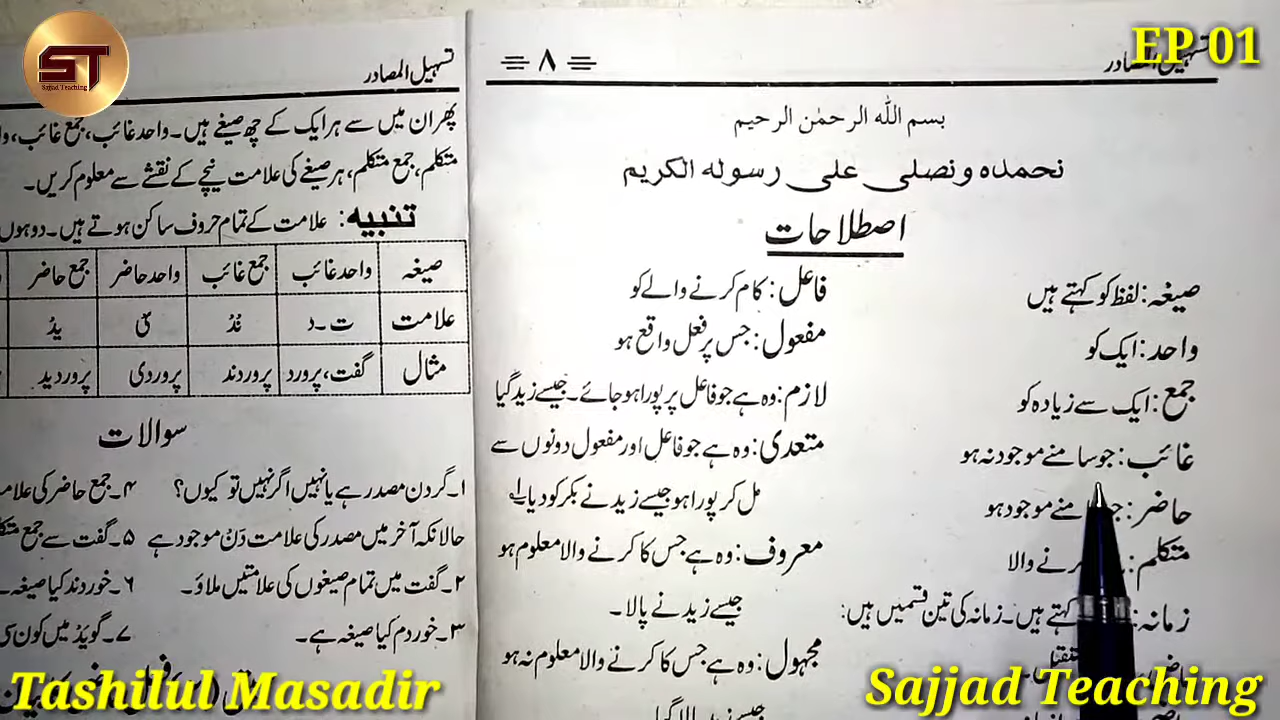 ST
Sajjad Teaching
EP 01
تسہیل المصادر
= ۸ =
بسم اللہ الرحمٰن الرحیم
نحمدہ و نصلی علی رسولہ الکریم
اصطلاحات
صیغہ: لفظ کو کہتے ہیں
واحد: ایک کو
جمع: ایک سے زیادہ کو
غائب: جو سامنے موجود نہ ہو
حاضر: جو سامنے موجود ہو
متکلم: نے والا
زمانہ: کہتے ہیں۔ زمانہ کی تین قسمیں ہیں:
فاعل: کام کرنے والے کو
مفعول: جس پر فعل واقع ہو
لازم: وہ ہے جو فاعل پر پورا ہو جائے۔ جیسے زید گیا
متعدی: وہ ہے جو فاعل اور مفعول دونوں سے
مل کر پورا ہو جیسے زید نے بکر کو دیا۱؎
معروف: وہ ہے جس کا کرنے والا معلوم ہو
جیسے زید نے پالا۔
مجہول: وہ ہے جس کا کرنے والا معلوم نہ ہو
تسہیل المصادر
پھر ان میں سے ہر ایک کے چھ صیغے ہیں۔ واحد غائب، جمع غائب،
متکلم، جمع متکلم، ہر صیغے کی علامت نیچے کے نقشے سے معلوم کریں۔
تنبیہ: علامت کے تمام حروف ساکن ہوتے ہیں۔
صیغہ واحد غائب جمع غائب واحد حاضر جمع حاضر
علامت ت۔د نْدْ یْ یدْ
مثال گفت، پرورد پروردند پروردی پروردید
سوالات
۱۔ گردن مصدر ہے یا نہیں اگر نہیں تو کیوں؟ ۴۔ جمع حاضر کی
حالانکہ آخر میں مصدر کی علامت دَنْ موجود ہے ۵۔ گفت سے جمع
۲۔ گفت میں تمام صیغوں کی علامتیں ملاؤ۔ ۶۔ خوردند کیا صیغہ
۳۔ خوردم کیا صیغہ ہے۔ ۷۔ گویند میں کون
Tashilul Masadir
Sajjad Teaching